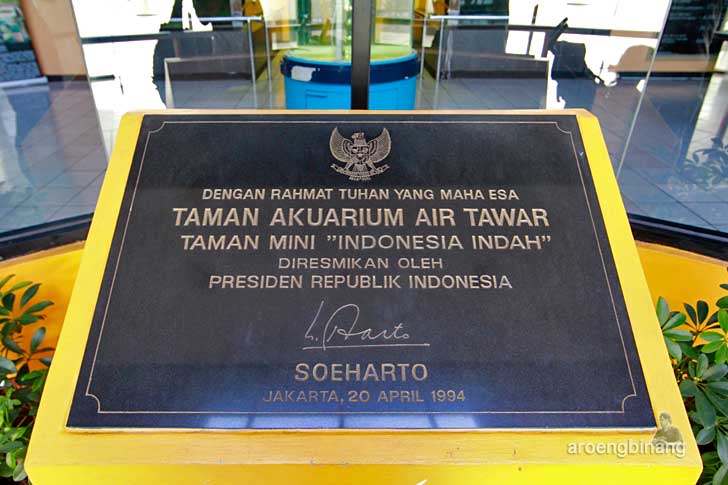 DENGAN RAHMAT TUHAN YANG MAHA ESA
TAMAN AKUARIUM AIR TAWAR
TAMAN MINI "INDONESIA INDAH"
DIRESMIKAN OLEH
PRESIDEN REPUBLIK INDONESIA
SOEHARTO
JAKARTA, 20 APRIL 1994
aroengbinang